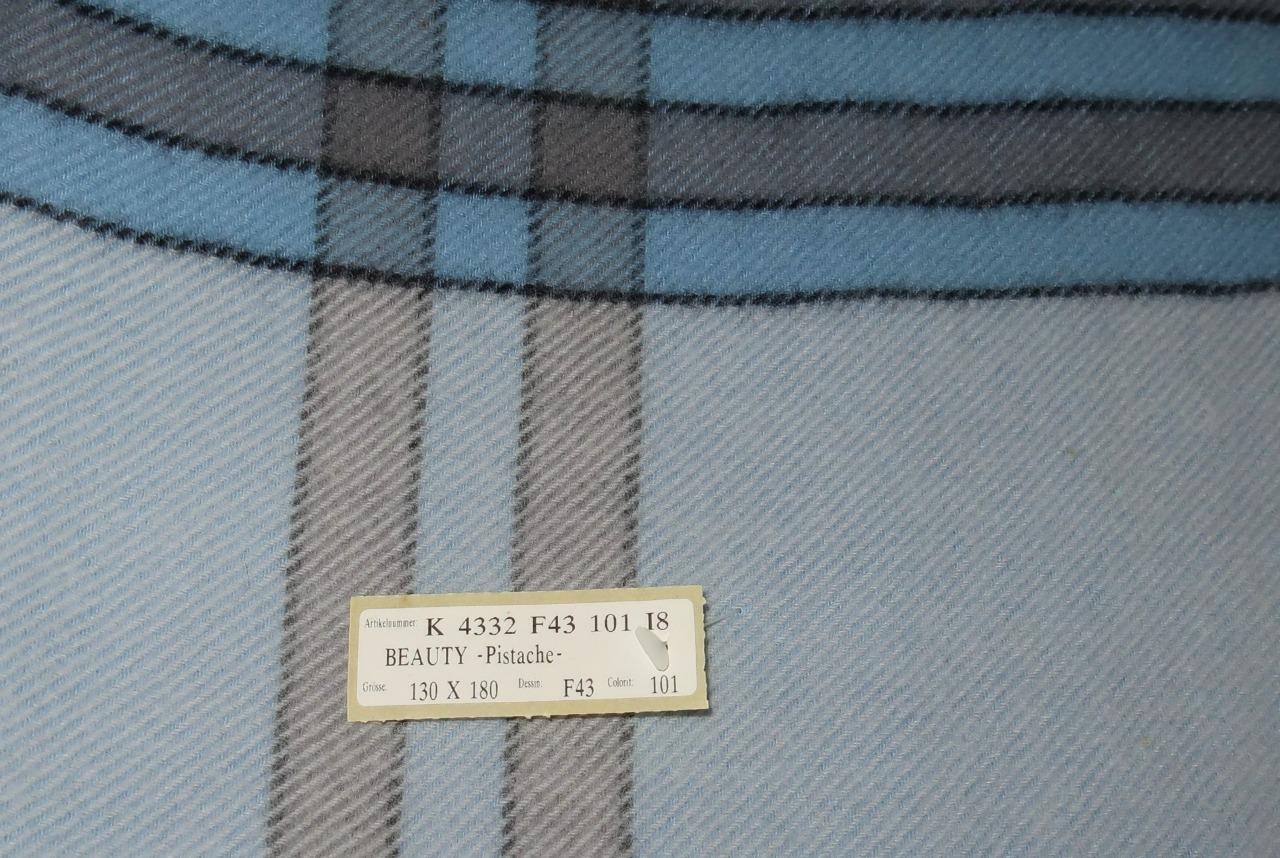 Artikelnummer: K 4332 F43 101 I8
BEAUTY -Pistache-
Grösse: 130 X 180 Dessin: F43 Colorit: 101